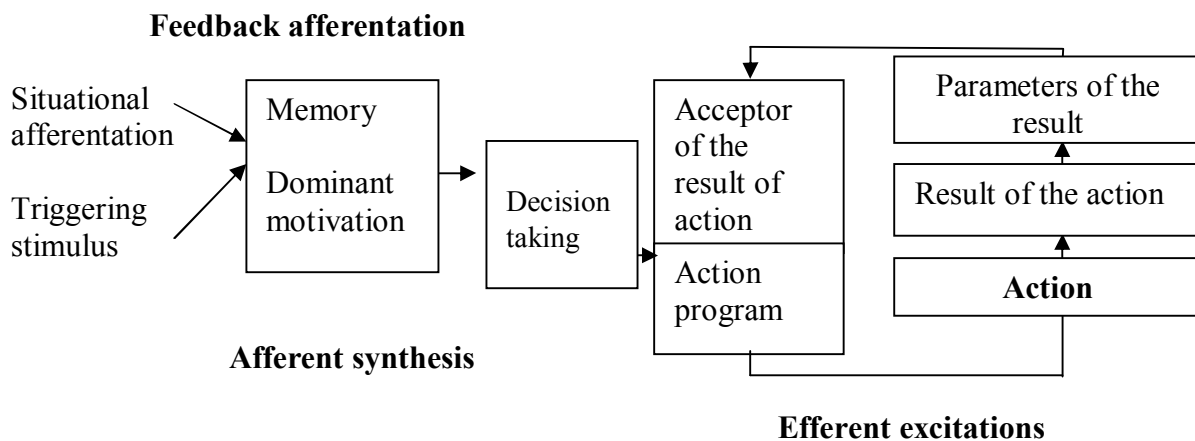 Feedback afferentation
Situational
afferentation
Triggering
stimulus
Memory
Dominant
motivation
Decision
taking
Acceptor
of the
result of
action
Action
program
Parameters of the
result
Result of the action
Action
Afferent synthesis
Efferent excitations